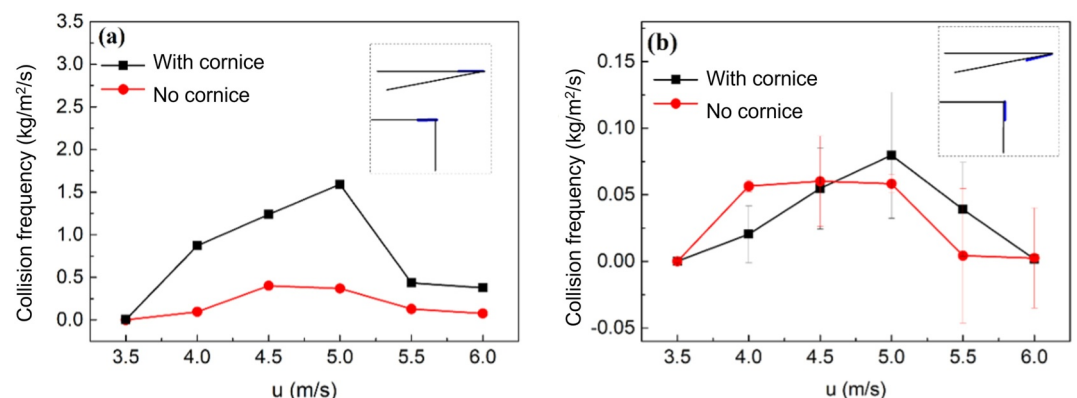 (a)
With cornice
No cornice
Collision frequency (kg/m²/s)
3.5
3.0
2.5
2.0
1.5
1.0
0.5
0.0
3.5 4.0 4.5 5.0 5.5 6.0
u (m/s)
(b)
With cornice
No cornice
Collision frequency (kg/m²/s)
0.15
0.10
0.05
0.00
-0.05
3.5 4.0 4.5 5.0 5.5 6.0
u (m/s)